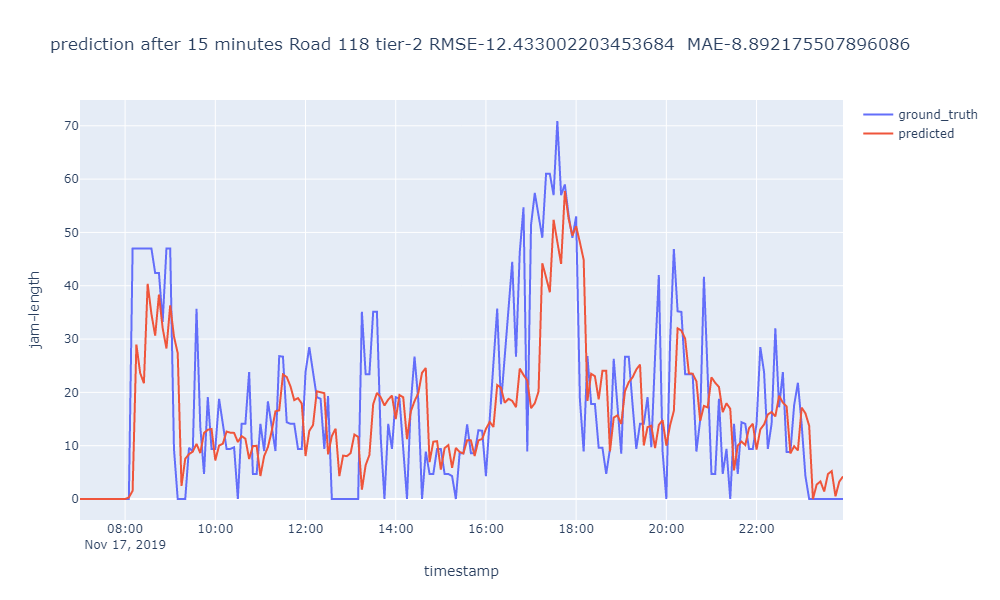 prediction after 15 minutes Road 118 tier-2 RMSE-12.433002203453684  MAE-8.892175507896086
ground_truth
predicted
70
60
50
40
30
20
10
0
jam-length
08:00 10:00 12:00 14:00 16:00 18:00 20:00 22:00
Nov 17, 2019
timestamp